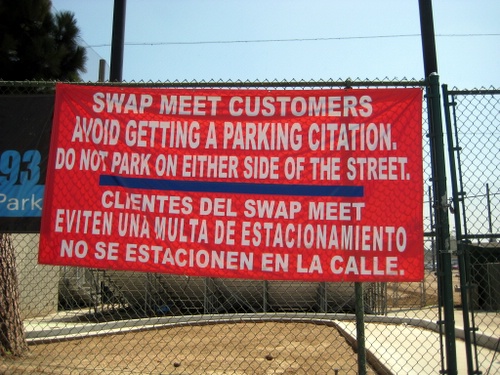 SWAP MEET CUSTOMERS
AVOID GETTING A PARKING CITATION.
DO NOT PARK ON EITHER SIDE OF THE STREET.
CLIENTES DEL SWAP MEET
EVITEN UNA MULTA DE ESTACIONAMIENTO
NO SE ESTACIONEN EN LA CALLE.
93
Park